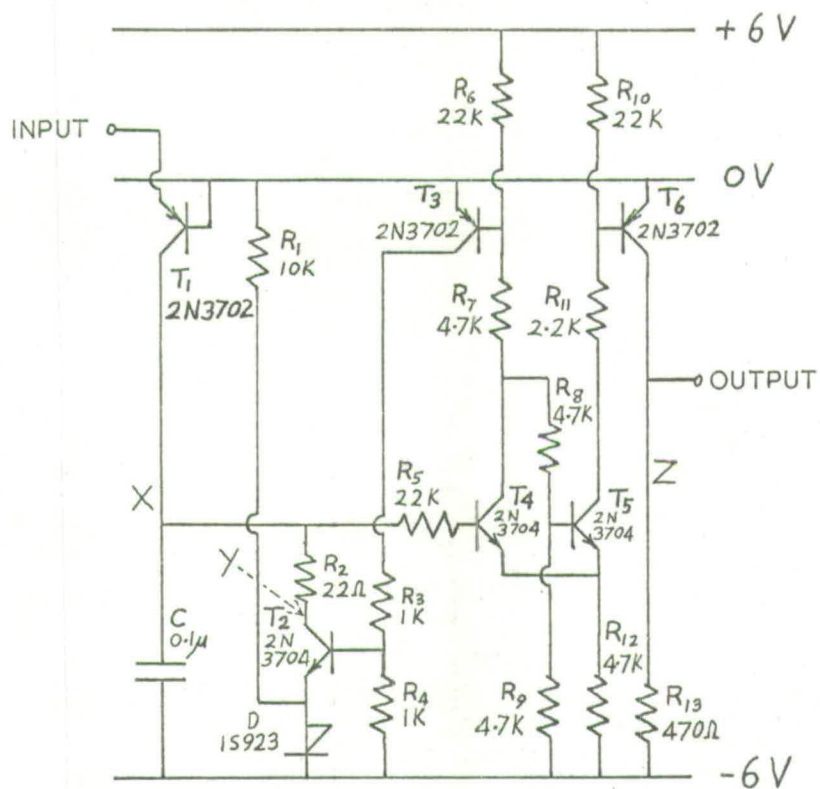 +6V
R6
22K
R10
22K
INPUT
0V
T3
2N3702
T6
2N3702
R1
10K
T1
2N3702
R7
4.7K
R11
2.2K
OUTPUT
R8
4.7K
X
R5
22K
T4
2N
3704
T5
2N
3704
Z
Y
R2
22Ω
T2
2N
3704
R3
1K
C
0.1μ
R12
4.7K
R4
1K
R9
4.7K
R13
470Ω
D
1S923
-6V